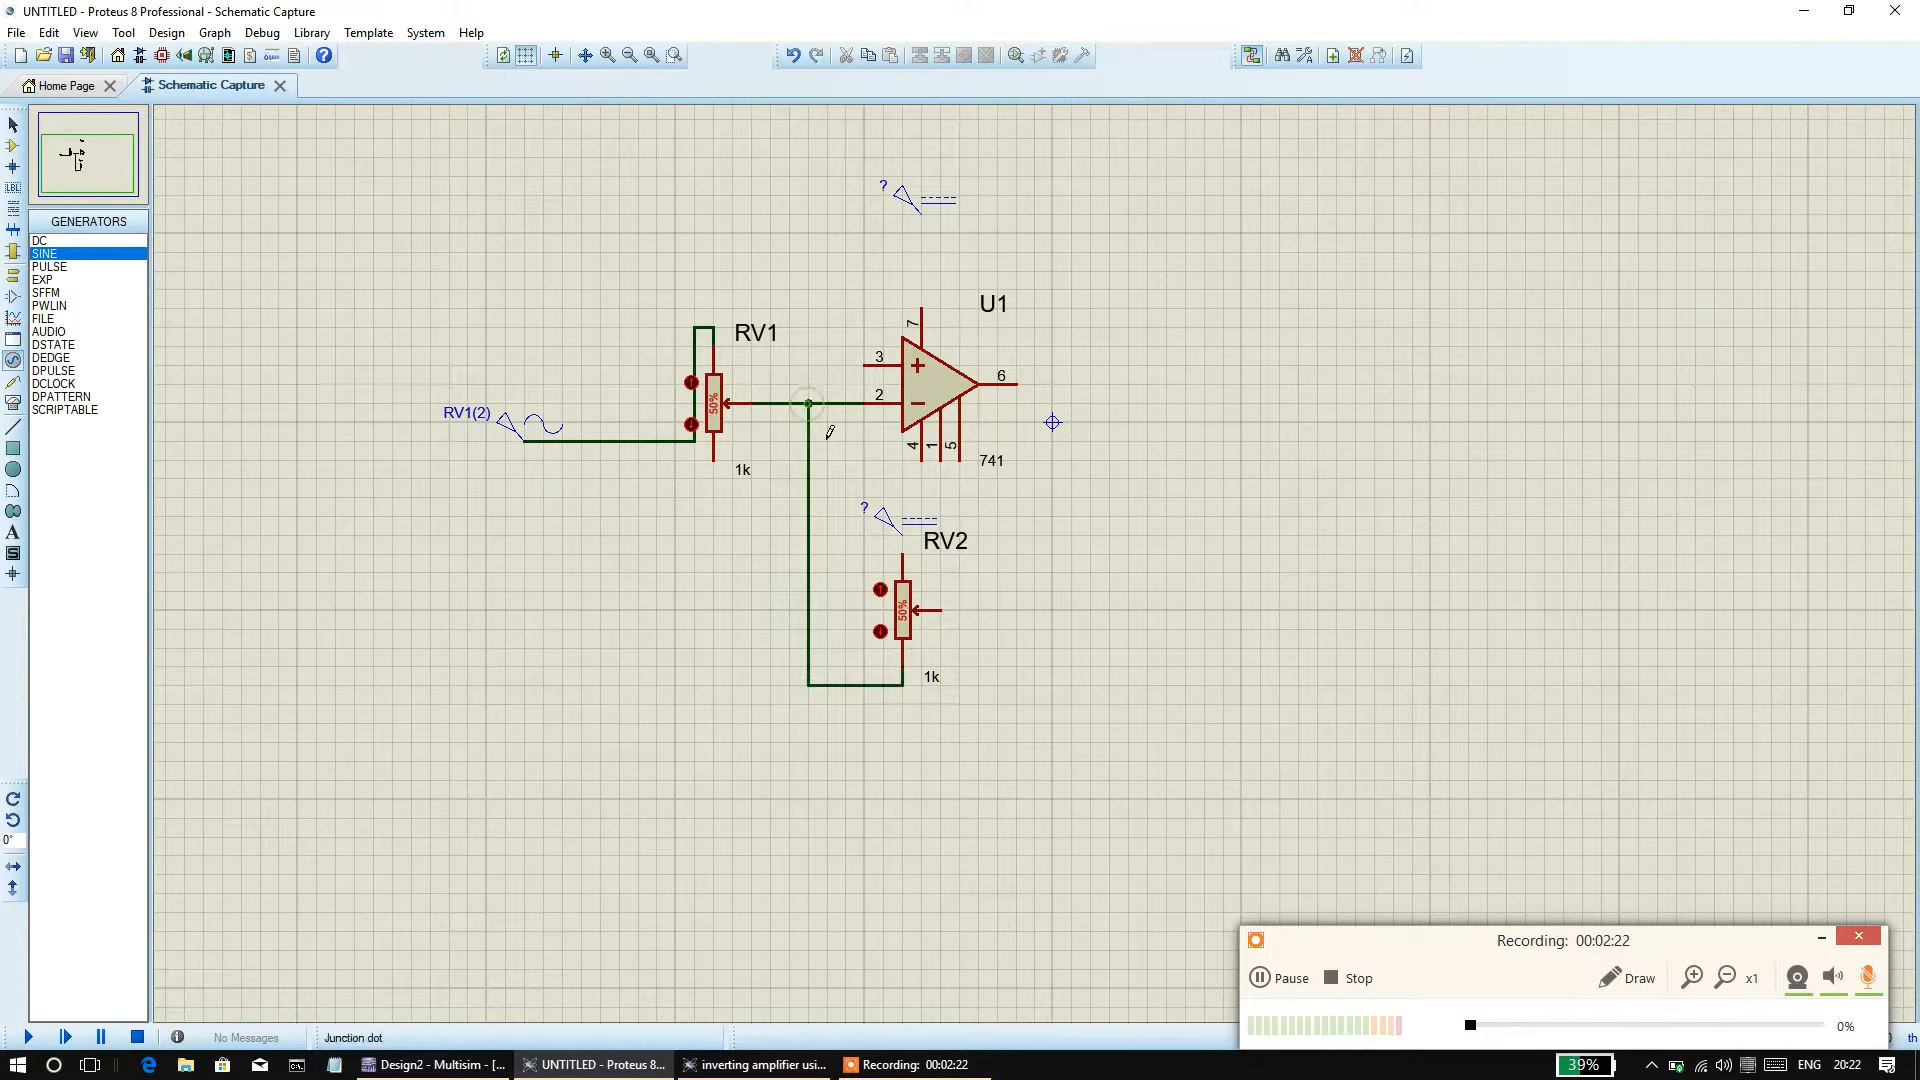 UNTITLED - Proteus 8 Professional - Schematic Capture
File Edit View Tool Design Graph Debug Library Template System Help
Home Page
Schematic Capture
GENERATORS
DC
SINE
PULSE
EXP
SFFM
PWLIN
FILE
AUDIO
DSTATE
DEDGE
DPULSE
DCLOCK
DPATTERN
SCRIPTABLE
LBL
A
S
0°
?
U1
RV1
7
3
6
2
50%
RV1(2)
4 1 5
741
1k
?
RV2
50%
1k
Recording: 00:02:22
Pause Stop Draw x1
0%
No Messages
Junction dot
th
Design2 - Multisim - [...
UNTITLED - Proteus 8...
inverting amplifier usi...
Recording: 00:02:22
39%
ENG
20:22